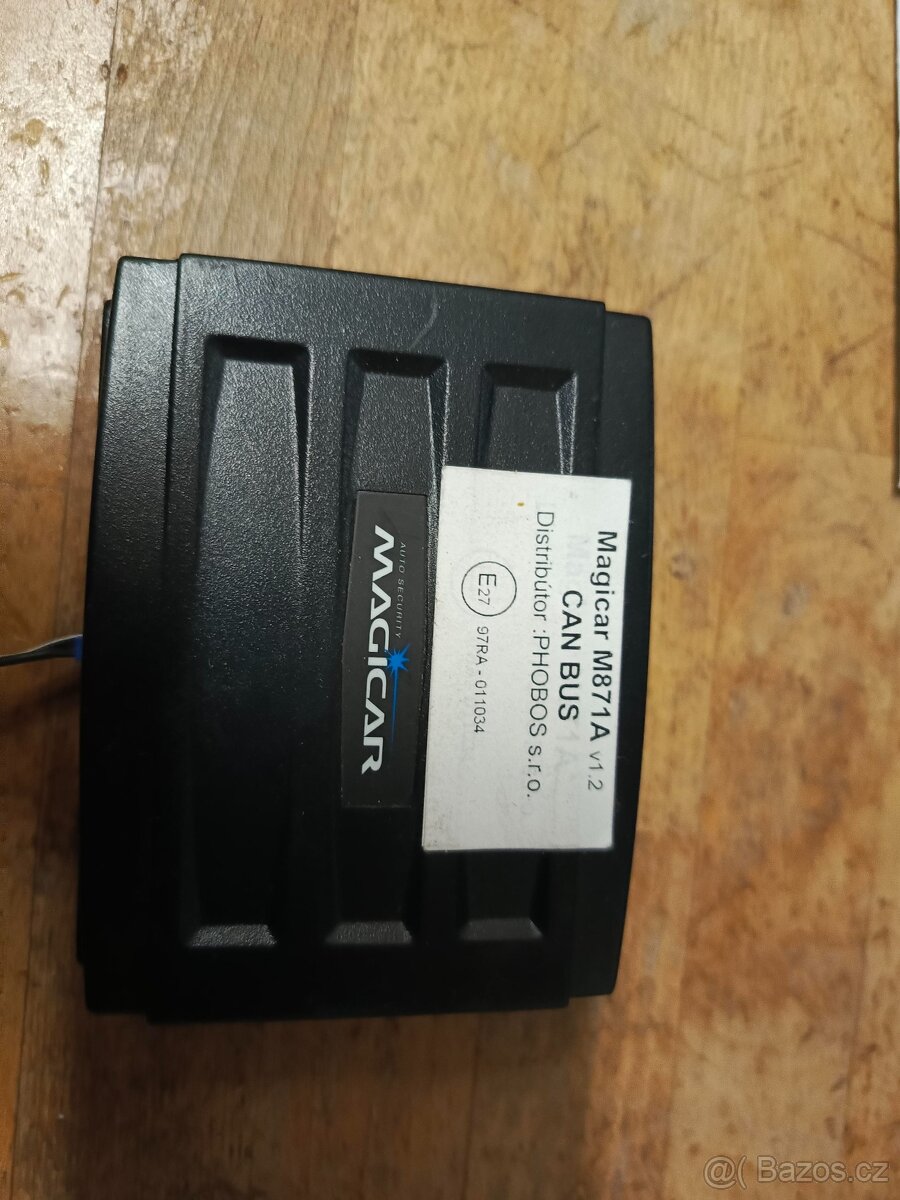 Magicar M871A v1.2
CAN BUS
Distribútor :PHOBOS s.r.o.
E27 97RA - 011034
AUTO SECURITY
MAGICAR
@( Bazos.cz